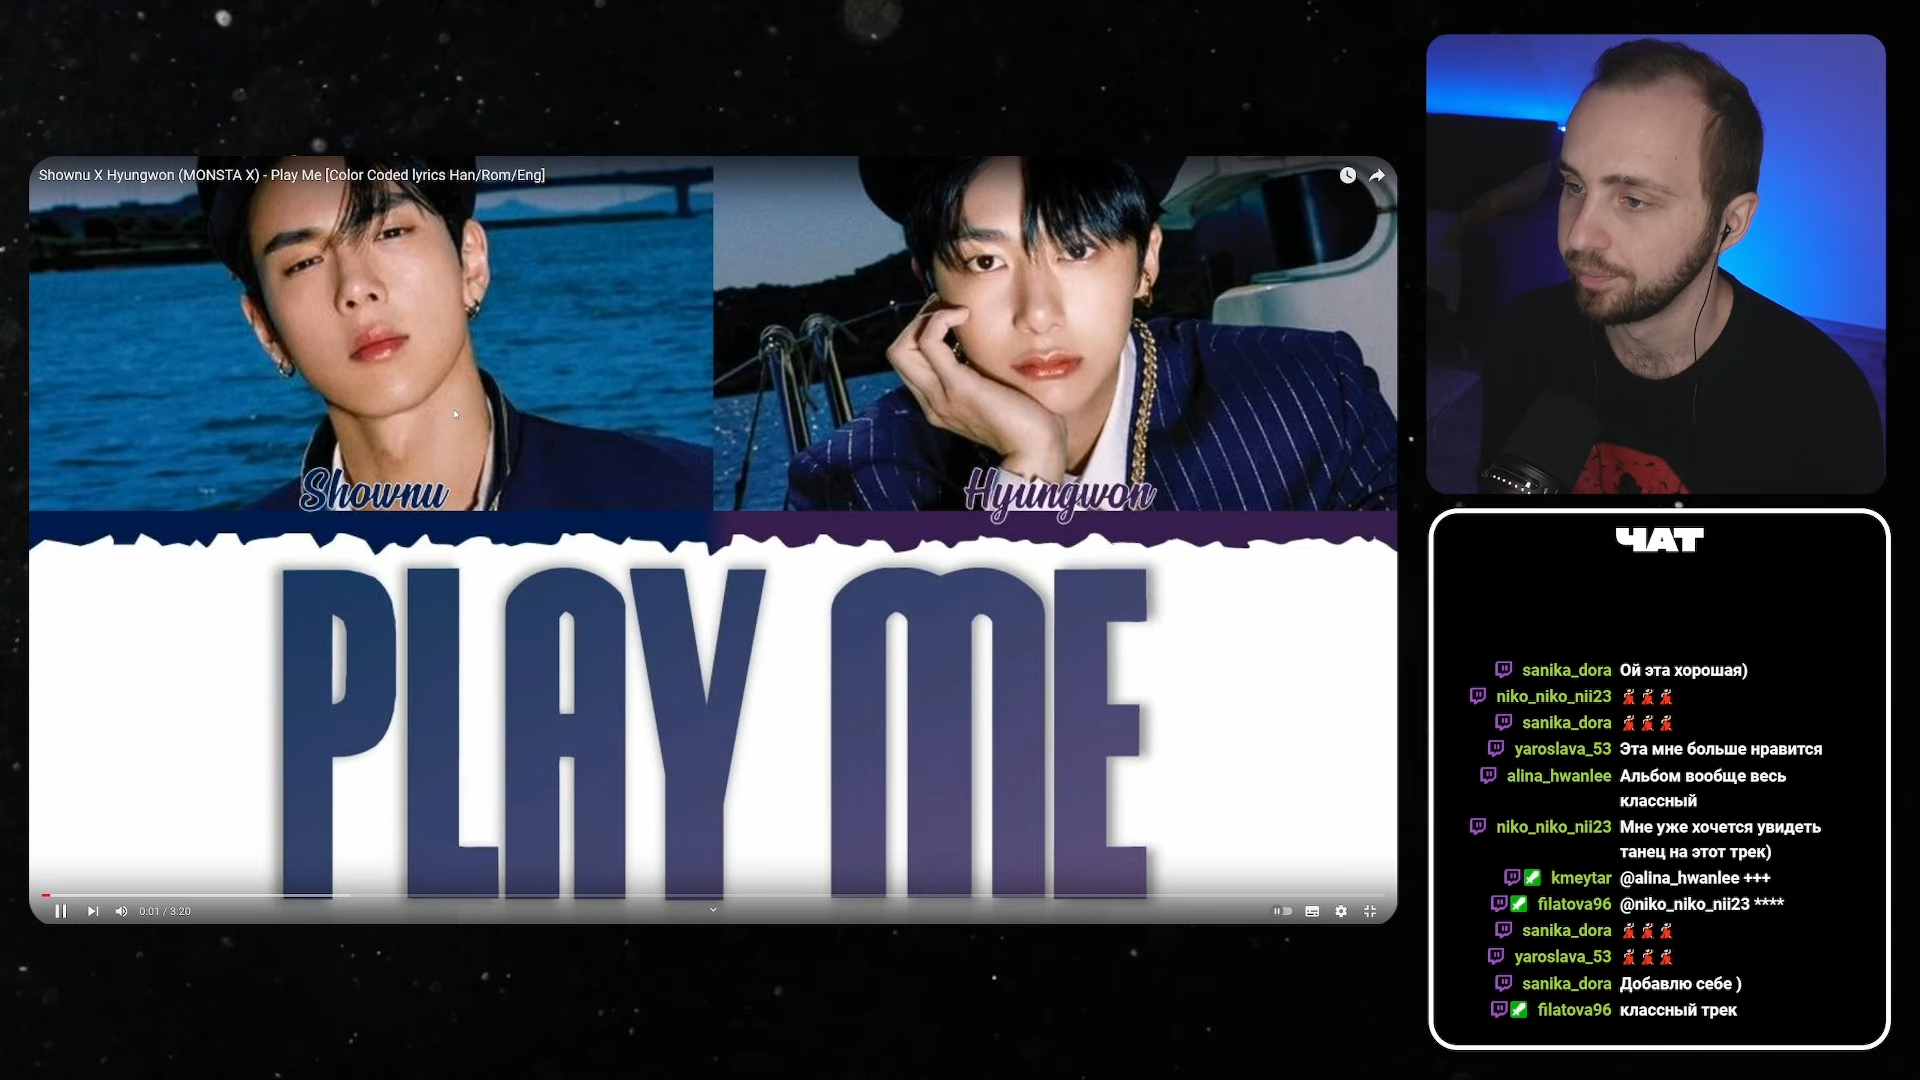 Shownu X Hyungwon (MONSTA X) - Play Me [Color Coded lyrics Han/Rom/Eng]
Shownu
Hyungwon
PLAY ME
0:01 / 3:20
ЧАТ
sanika_dora Ой эта хорошая)
niko_niko_nii23
sanika_dora
yaroslava_53 Эта мне больше нравится
alina_hwanlee Альбом вообще весь
классный
niko_niko_nii23 Мне уже хочется увидеть
танец на этот трек)
kmeytar @alina_hwanlee +++
filatova96 @niko_niko_nii23 ****
sanika_dora
yaroslava_53
sanika_dora Добавлю себе )
filatova96 классный трек